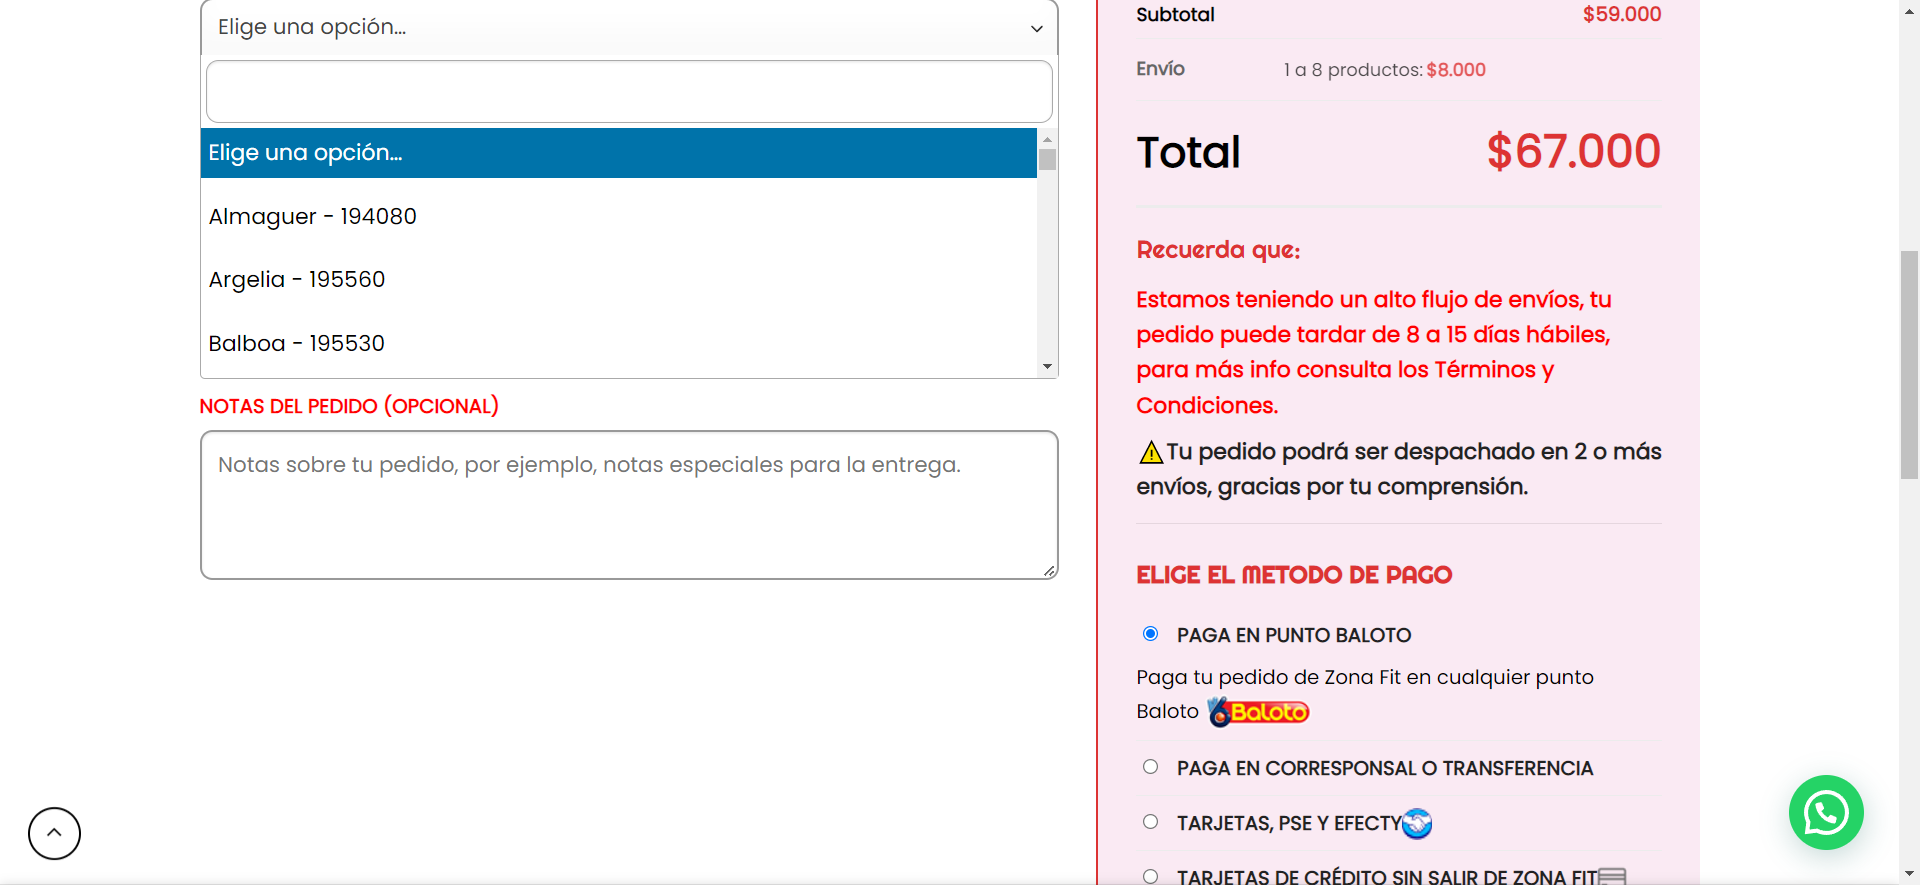 Elige una opción...
Elige una opción...
Almaguer - 194080
Argelia - 195560
Balboa - 195530
NOTAS DEL PEDIDO (OPCIONAL)
Notas sobre tu pedido, por ejemplo, notas especiales para la entrega.
Subtotal $59.000
Envío 1 a 8 productos: $8.000
Total $67.000
Recuerda que:
Estamos teniendo un alto flujo de envíos, tu
pedido puede tardar de 8 a 15 días hábiles,
para más info consulta los Términos y
Condiciones.
⚠Tu pedido podrá ser despachado en 2 o más
envíos, gracias por tu comprensión.
ELIGE EL METODO DE PAGO
PAGA EN PUNTO BALOTO
Paga tu pedido de Zona Fit en cualquier punto
Baloto Baloto
PAGA EN CORRESPONSAL O TRANSFERENCIA
TARJETAS, PSE Y EFECTY
TARJETAS DE CRÉDITO SIN SALIR DE ZONA FIT